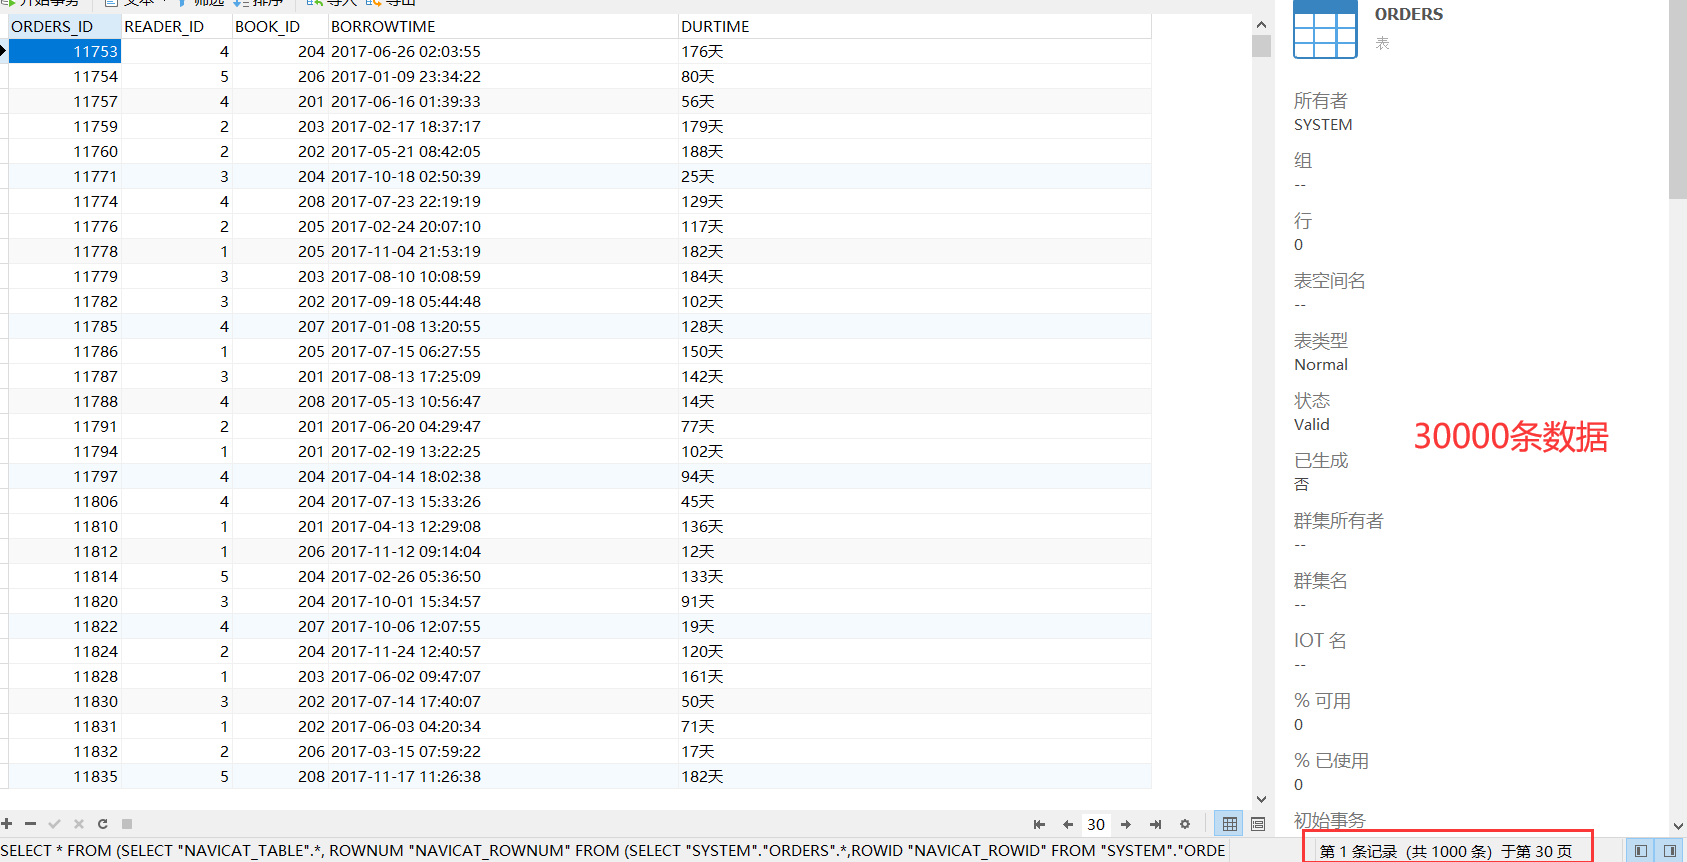 开始事务 文本 筛选 排序 导入 导出
ORDERS_ID READER_ID BOOK_ID BORROWTIME DURTIME
11753 4 204 2017-06-26 02:03:55 176天
11754 5 206 2017-01-09 23:34:22 80天
11757 4 201 2017-06-16 01:39:33 56天
11759 2 203 2017-02-17 18:37:17 179天
11760 2 202 2017-05-21 08:42:05 188天
11771 3 204 2017-10-18 02:50:39 25天
11774 4 208 2017-07-23 22:19:19 129天
11776 2 205 2017-02-24 20:07:10 117天
11778 1 205 2017-11-04 21:53:19 182天
11779 3 203 2017-08-10 10:08:59 184天
11782 3 202 2017-09-18 05:44:48 102天
11785 4 207 2017-01-08 13:20:55 128天
11786 1 205 2017-07-15 06:27:55 150天
11787 3 201 2017-08-13 17:25:09 142天
11788 4 208 2017-05-13 10:56:47 14天
11791 2 201 2017-06-20 04:29:47 77天
11794 1 201 2017-02-19 13:22:25 102天
11797 4 204 2017-04-14 18:02:38 94天
11806 4 204 2017-07-13 15:33:26 45天
11810 1 201 2017-04-13 12:29:08 136天
11812 1 206 2017-11-12 09:14:04 12天
11814 5 204 2017-02-26 05:36:50 133天
11820 3 204 2017-10-01 15:34:57 91天
11822 4 207 2017-10-06 12:07:55 19天
11824 2 204 2017-11-24 12:40:57 120天
11828 1 203 2017-06-02 09:47:07 161天
11830 3 202 2017-07-14 17:40:07 50天
11831 1 202 2017-06-03 04:20:34 71天
11832 2 206 2017-03-15 07:59:22 17天
11835 5 208 2017-11-17 11:26:38 182天
30
SELECT * FROM (SELECT "NAVICAT_TABLE".*, ROWNUM "NAVICAT_ROWNUM" FROM (SELECT "SYSTEM"."ORDERS".*,ROWID "NAVICAT_ROWID" FROM "SYSTEM"."ORDE
ORDERS
表
所有者
SYSTEM
组
--
行
0
表空间名
--
表类型
Normal
状态
Valid
30000条数据
已生成
否
群集所有者
--
群集名
--
IOT 名
--
% 可用
0
% 已使用
0
初始事务
第 1 条记录 (共 1000 条) 于第 30 页